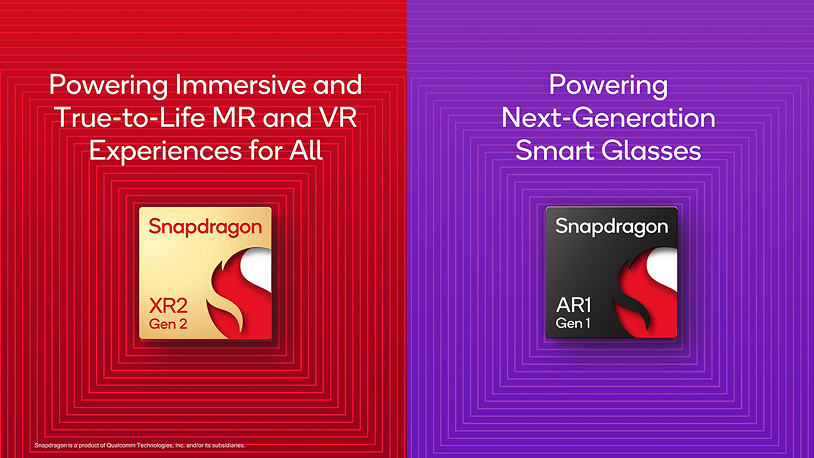 Powering Immersive and
True-to-Life MR and VR
Experiences for All
Snapdragon
XR2
Gen 2
Snapdragon is a product of Qualcomm Technologies, Inc. and/or its subsidiaries.
Powering
Next-Generation
Smart Glasses
Snapdragon
AR1
Gen 1